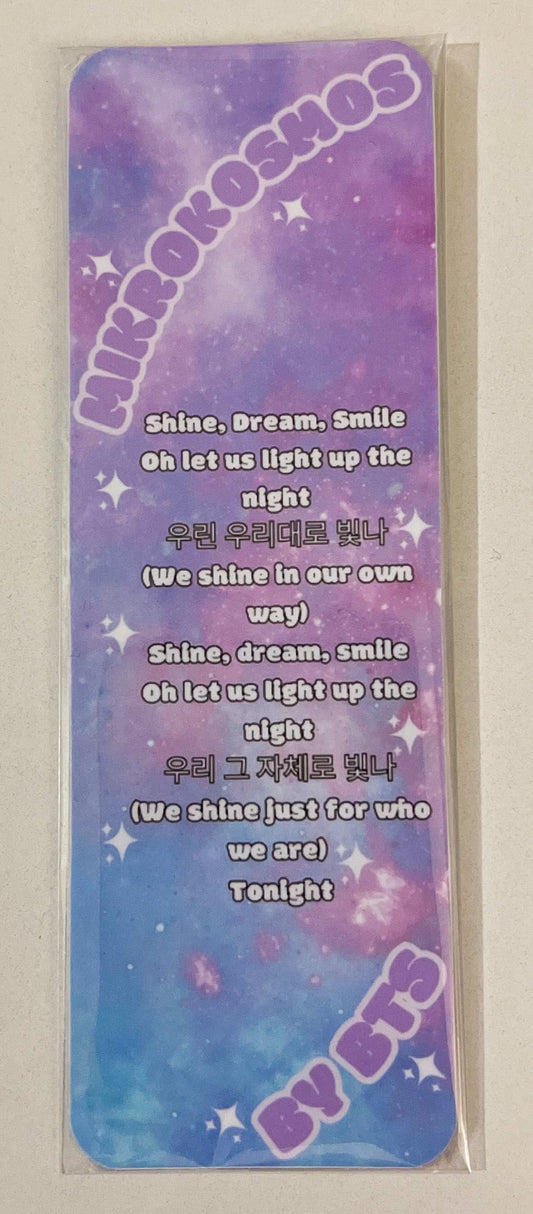 MIKROKOSMOS
Shine, Dream, Smile
Oh let us light up the
night
우린 우리대로 빛나
(We shine in our own
way)
Shine, dream, smile
Oh let us light up the
night
우리 그 자체로 빛나
(We shine just for who
we are)
Tonight
BY BTS